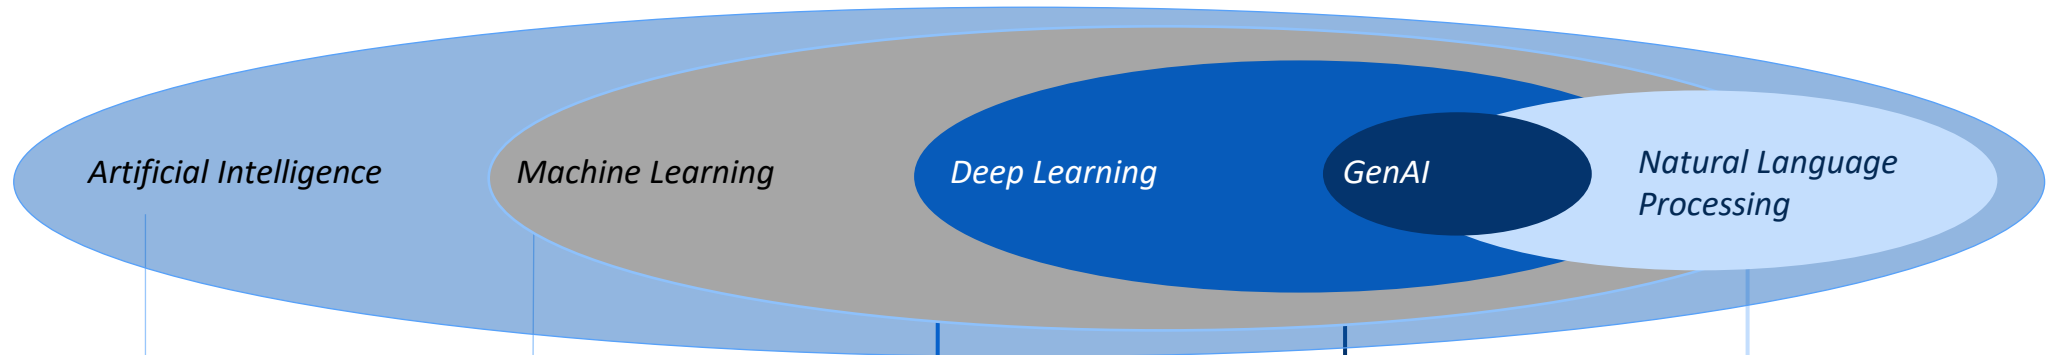 Artificial Intelligence
Machine Learning
Deep Learning
GenAI
Natural Language
Processing